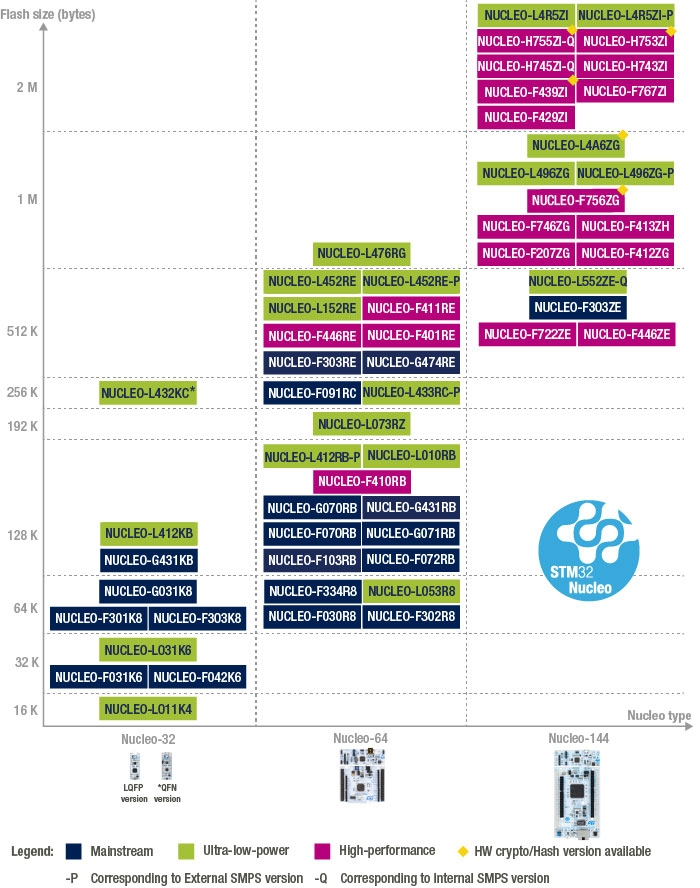 Flash size (bytes)
NUCLEO-L4R5ZI NUCLEO-L4R5ZI-P
NUCLEO-H755ZI-Q NUCLEO-H753ZI
NUCLEO-H745ZI-Q NUCLEO-H743ZI
2 M
NUCLEO-F439ZI NUCLEO-F767ZI
NUCLEO-F429ZI
NUCLEO-L4A6ZG
NUCLEO-L496ZG NUCLEO-L496ZG-P
1 M
NUCLEO-F756ZG
NUCLEO-F746ZG NUCLEO-F413ZH
NUCLEO-L476RG NUCLEO-F207ZG NUCLEO-F412ZG
NUCLEO-L452RE NUCLEO-L452RE-P NUCLEO-L552ZE-Q
NUCLEO-L152RE NUCLEO-F411RE NUCLEO-F303ZE
512 K
NUCLEO-F446RE NUCLEO-F401RE NUCLEO-F722ZE NUCLEO-F446ZE
NUCLEO-F303RE NUCLEO-G474RE
256 K NUCLEO-L432KC* NUCLEO-F091RC NUCLEO-L433RC-P
192 K NUCLEO-L073RZ
NUCLEO-L412RB-P NUCLEO-L010RB
NUCLEO-F410RB
NUCLEO-G070RB NUCLEO-G431RB
128 K NUCLEO-L412KB NUCLEO-F070RB NUCLEO-G071RB
NUCLEO-G431KB NUCLEO-F103RB NUCLEO-F072RB
STM32
Nucleo
NUCLEO-G031K8 NUCLEO-F334R8 NUCLEO-L053R8
64 K
NUCLEO-F301K8 NUCLEO-F303K8 NUCLEO-F030R8 NUCLEO-F302R8
NUCLEO-L031K6
32 K
NUCLEO-F031K6 NUCLEO-F042K6
16 K NUCLEO-L011K4
Nucleo type
Nucleo-32 Nucleo-64 Nucleo-144
LQFP version *QFN version
Legend: Mainstream Ultra-low-power High-performance HW crypto/Hash version available
-P Corresponding to External SMPS version -Q Corresponding to Internal SMPS version